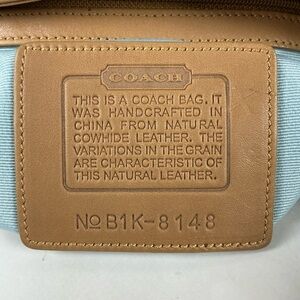 COACH
THIS IS A COACH BAG. IT
WAS HANDCRAFTED IN
CHINA FROM NATURAL
COWHIDE LEATHER. THE
VARIATIONS IN THE GRAIN
ARE CHARACTERISTIC OF
THIS NATURAL LEATHER.
No B1K-8148